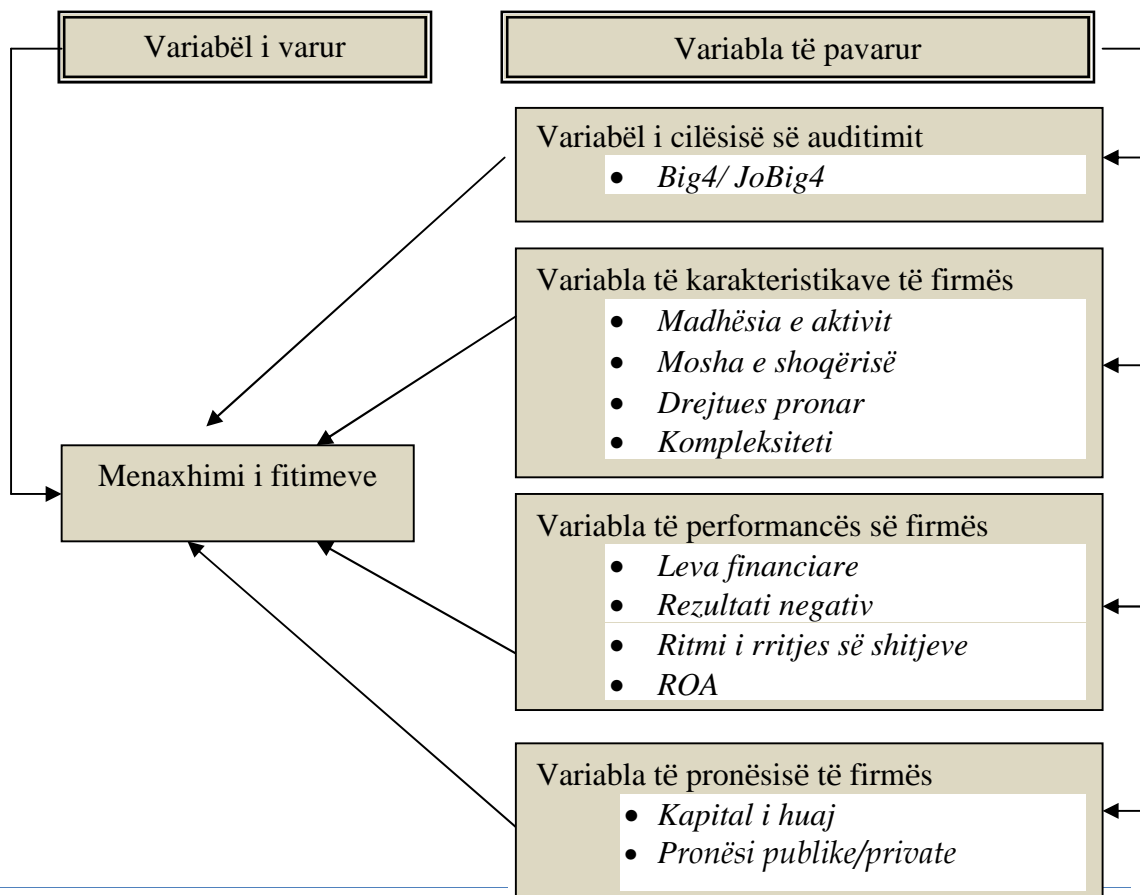 Variabël i varur
Variabla të pavarur
Variabël i cilësisë së auditimit
• Big4/ JoBig4
Variabla të karakteristikave të firmës
• Madhësia e aktivit
• Mosha e shoqërisë
• Drejtues pronar
• Kompleksiteti
Menaxhimi i fitimeve
Variabla të performancës së firmës
• Leva financiare
• Rezultati negativ
• Ritmi i rritjes së shitjeve
• ROA
Variabla të pronësisë të firmës
• Kapital i huaj
• Pronësi publike/private